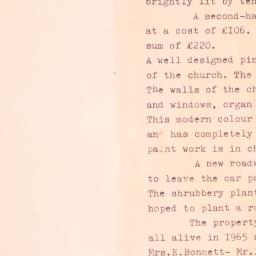 brightly lit by ten
A second-ha
at a cost of £I06.
sum of £220.
A well designed pin
of the church. The
The walls of the ch
and windows, organ
This modern colour
an has completely
paint work is in ch
A new roadw
to leave the car pa
The shrubbery plant
hoped to plant a ro
The property
all alive in I965 a
Mrs.E.Bonnett- Mr.